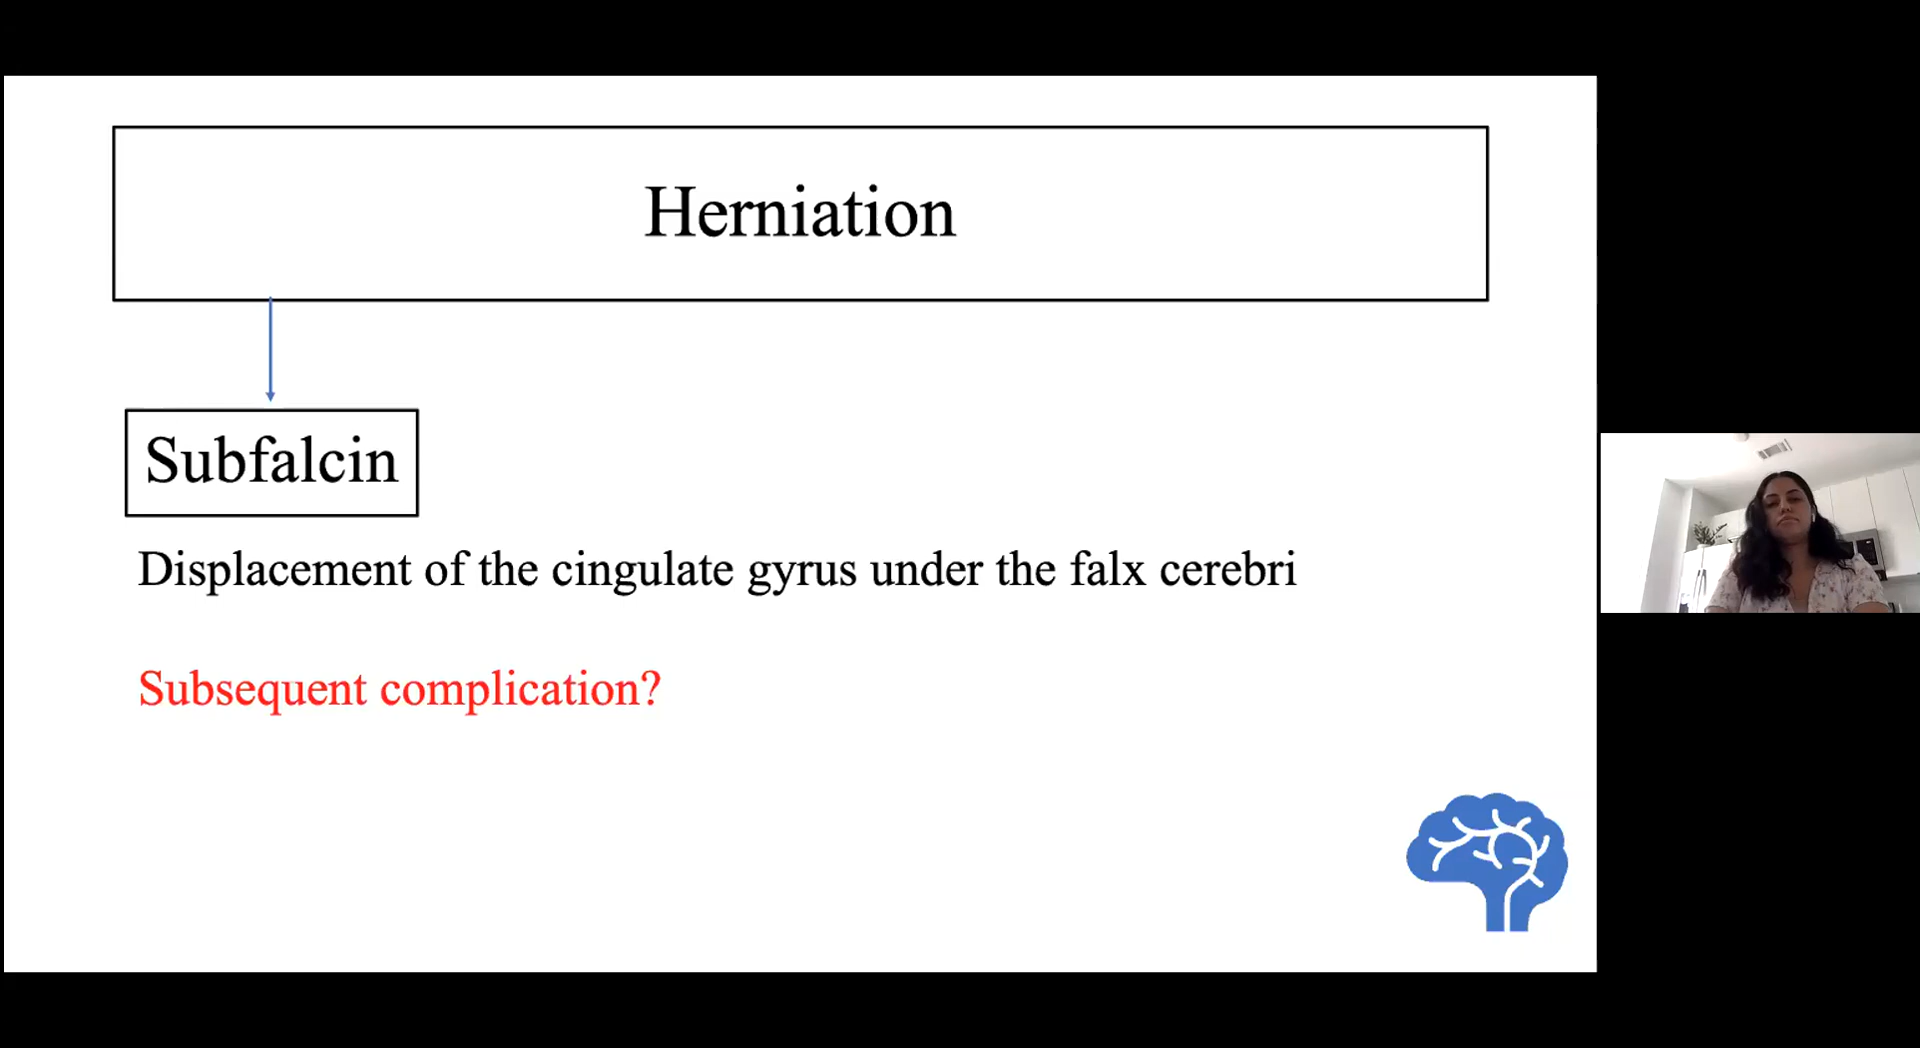 Herniation
Subfalcin
Displacement of the cingulate gyrus under the falx cerebri
Subsequent complication?